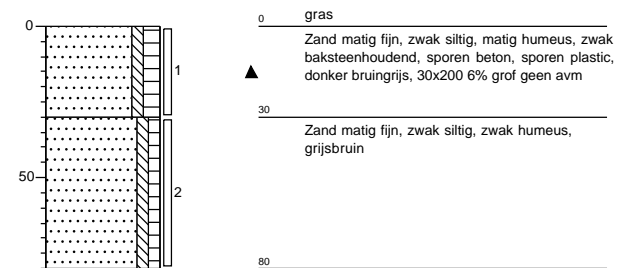 0
1
50
2
0
gras
Zand matig fijn, zwak siltig, matig humeus, zwak
baksteenhoudend, sporen beton, sporen plastic,
donker bruingrijs, 30x200 6% grof geen avm
30
Zand matig fijn, zwak siltig, zwak humeus,
grijsbruin
80